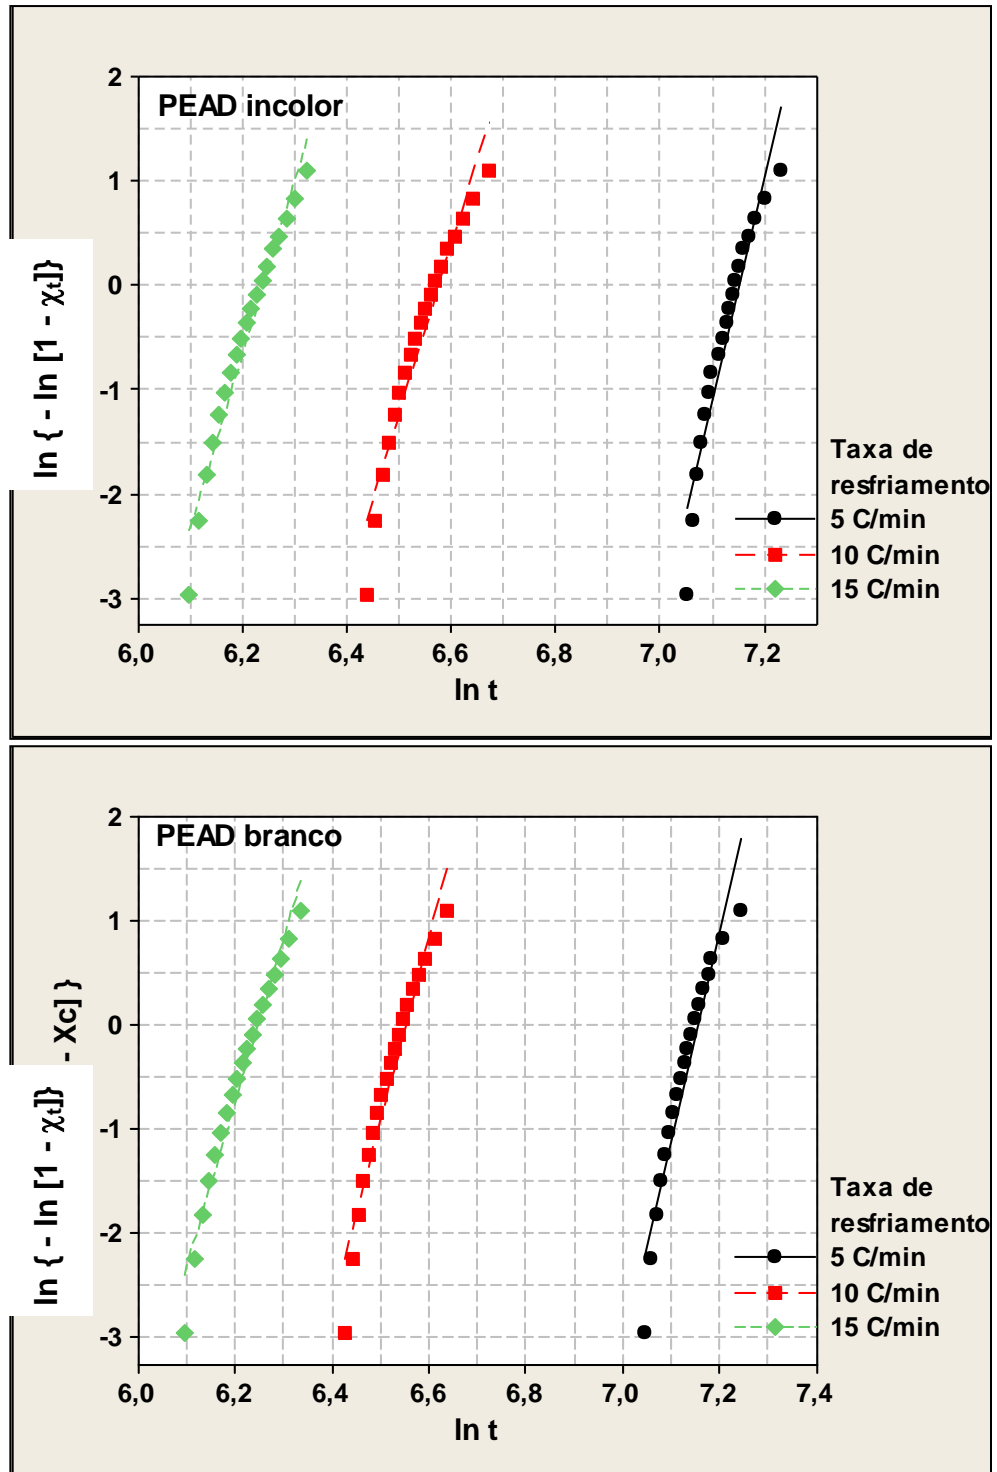 PEAD incolor
2
1
0
-1
-2
-3
ln { - ln [1 - χt]}
6,0 6,2 6,4 6,6 6,8 7,0 7,2
ln t
Taxa de
resfriamento
5 C/min
10 C/min
15 C/min
PEAD branco
2
1
0
-1
-2
-3
ln { - ln [1 - χt]}
- Xc] }
6,0 6,2 6,4 6,6 6,8 7,0 7,2 7,4
ln t
Taxa de
resfriamento
5 C/min
10 C/min
15 C/min